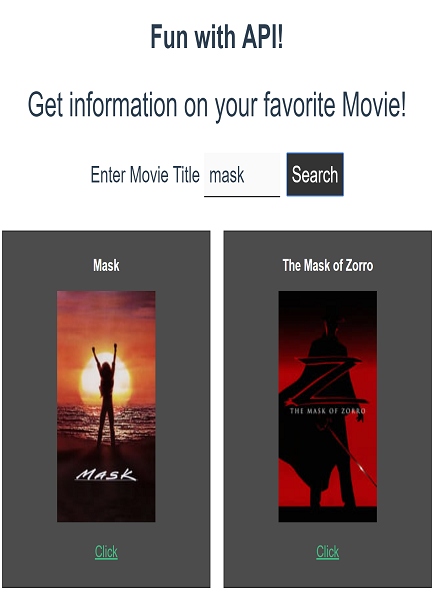 Fun with API!
Get information on your favorite Movie!
Enter Movie Title mask Search
Mask
The Mask of Zorro
MASK
Z
THE MASK OF ZORRO
Click
Click